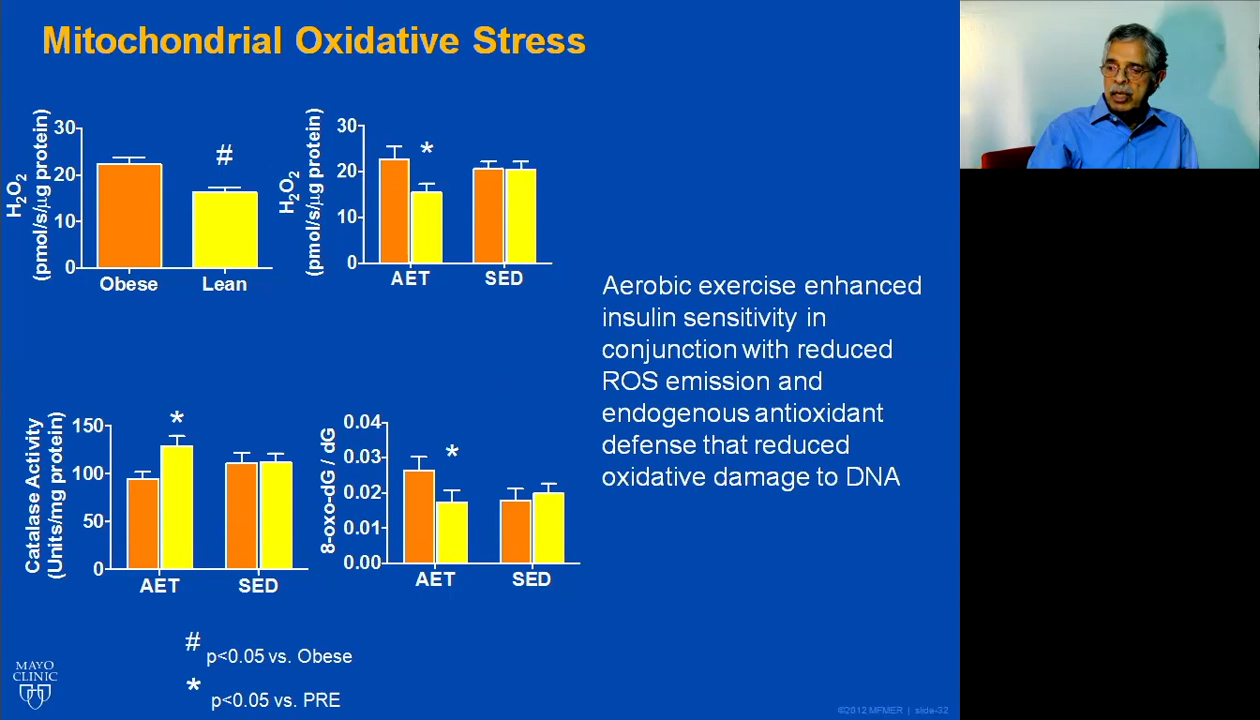 Mitochondrial Oxidative Stress
H2O2
(pmol/s/µg protein)
30
20
10
0
#
Obese
Lean
H2O2
(pmol/s/µg protein)
30
20
10
0
*
AET
SED
Aerobic exercise enhanced
insulin sensitivity in
conjunction with reduced
ROS emission and
endogenous antioxidant
defense that reduced
oxidative damage to DNA
Catalase Activity
(Units/mg protein)
150
100
50
0
*
AET
SED
8-oxo-dG / dG
0.04
0.03
0.02
0.01
0.00
*
AET
SED
# p<0.05 vs. Obese
* p<0.05 vs. PRE
MAYO
CLINIC
©2012 MFMER | slide-32